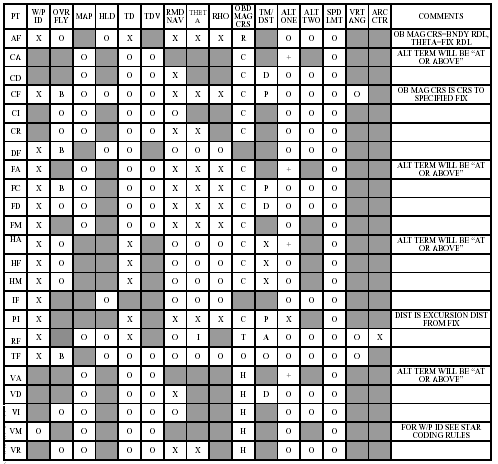 PT W/P ID OVR FLY MAP HLD TD TDV RMD NAV THETA RHO OBD MAG CRS TM/DST ALT ONE ALT TWO SPD LMT VRT ANG ARC CTR COMMENTS
AF X O X X X X R O O O OB MAG CRS-BNDY RDL, THETA-FIX RDL
CA O O O C + O ALT TERM WILL BE "AT OR ABOVE"
CD O O O X C D O O O
CF X B O O O X X X C P O O O O OB MAG CRS IS CRS TO SPECIFIED FIX
CI O O O O O C O O O
CR O O O O X X C O O O
DF X B O O O O O O O O
FA X O O O X X X C + O ALT TERM WILL BE "AT OR ABOVE"
FC X B O O O X X X C P O O O
FD X O O O O X X X C D O O O
FM X O O O X X X C O O
HA X O X O O O C X + O ALT TERM WILL BE "AT OR ABOVE"
HF X O X O O O C X O O
HM X O X O O O C X O O
IF X O O O O O O O
PI X X X X X C P X O DIST IS EXCURSION DIST FROM FIX
RF X O O X O I T A O O O O X
TF X B O O O O O O O O O O O O
VA O O O H + O ALT TERM WILL BE "AT OR ABOVE"
VD O O O O X H D O O O
VI O O O O O H O O O
VM O O O O H O O FOR W/P ID SEE STAR CODING RULES
VR O O O O X X H O O O